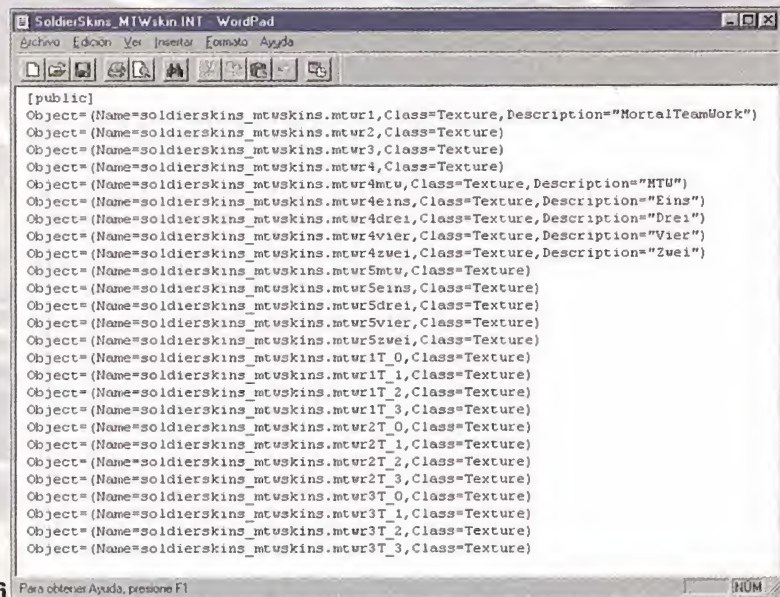 SoldierSkins_MTWskin.INT - WordPad
Archivo Edición Ver Insertar Formato Ayuda
[public]
Object=(Name=soldierskins_mtwskins.mtwr1,Class=Texture,Description="MortalTeamWork")
Object=(Name=soldierskins_mtwskins.mtwr2,Class=Texture)
Object=(Name=soldierskins_mtwskins.mtwr3,Class=Texture)
Object=(Name=soldierskins_mtwskins.mtwr4,Class=Texture)
Object=(Name=soldierskins_mtwskins.mtwr4mtw,Class=Texture,Description="MTW")
Object=(Name=soldierskins_mtwskins.mtwr4eins,Class=Texture,Description="Eins")
Object=(Name=soldierskins_mtwskins.mtwr4drei,Class=Texture,Description="Drei")
Object=(Name=soldierskins_mtwskins.mtwr4vier,Class=Texture,Description="Vier")
Object=(Name=soldierskins_mtwskins.mtwr4zwei,Class=Texture,Description="Zwei")
Object=(Name=soldierskins_mtwskins.mtwr5mtw,Class=Texture)
Object=(Name=soldierskins_mtwskins.mtwr5eins,Class=Texture)
Object=(Name=soldierskins_mtwskins.mtwr5drei,Class=Texture)
Object=(Name=soldierskins_mtwskins.mtwr5vier,Class=Texture)
Object=(Name=soldierskins_mtwskins.mtwr5zwei,Class=Texture)
Object=(Name=soldierskins_mtwskins.mtwr1T_0,Class=Texture)
Object=(Name=soldierskins_mtwskins.mtwr1T_1,Class=Texture)
Object=(Name=soldierskins_mtwskins.mtwr1T_2,Class=Texture)
Object=(Name=soldierskins_mtwskins.mtwr1T_3,Class=Texture)
Object=(Name=soldierskins_mtwskins.mtwr2T_0,Class=Texture)
Object=(Name=soldierskins_mtwskins.mtwr2T_1,Class=Texture)
Object=(Name=soldierskins_mtwskins.mtwr2T_2,Class=Texture)
Object=(Name=soldierskins_mtwskins.mtwr2T_3,Class=Texture)
Object=(Name=soldierskins_mtwskins.mtwr3T_0,Class=Texture)
Object=(Name=soldierskins_mtwskins.mtwr3T_1,Class=Texture)
Object=(Name=soldierskins_mtwskins.mtwr3T_2,Class=Texture)
Object=(Name=soldierskins_mtwskins.mtwr3T_3,Class=Texture)
6 Para obtener Ayuda, presione F1 NUM